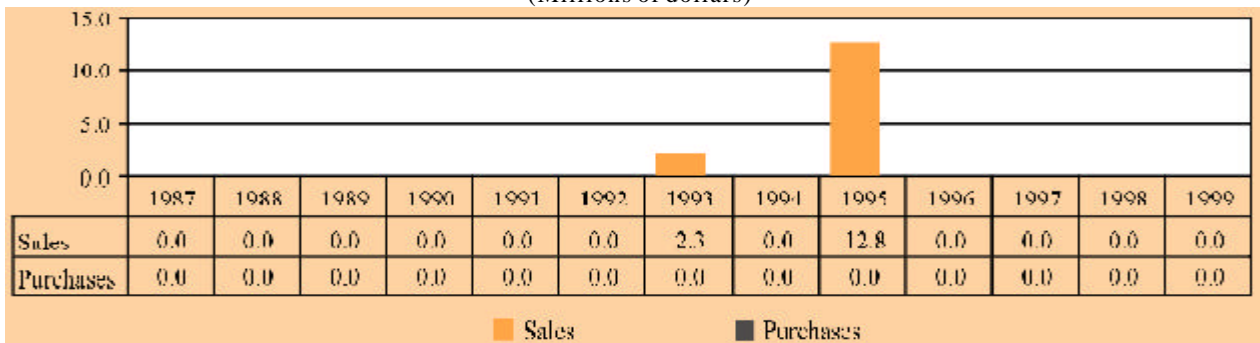 (Millions of dollars)
15.0
10.0
5.0
0.0
1987 1988 1989 1990 1991 1992 1993 1994 1995 1996 1997 1998 1999
Sales 0.0 0.0 0.0 0.0 0.0 0.0 2.3 0.0 12.8 0.0 0.0 0.0 0.0
Purchases 0.0 0.0 0.0 0.0 0.0 0.0 0.0 0.0 0.0 0.0 0.0 0.0 0.0
Sales Purchases